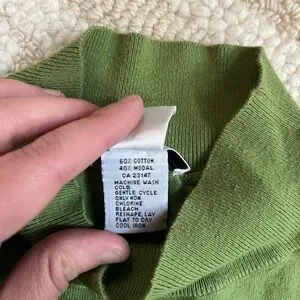 60% COTTON
40% MODAL
CA 23147
MACHINE WASH
COLD.
GENTLE CYCLE
ONLY NON
CHLORINE
BLEACH.
RESHAPE, LAY
FLAT TO DRY
COOL IRON